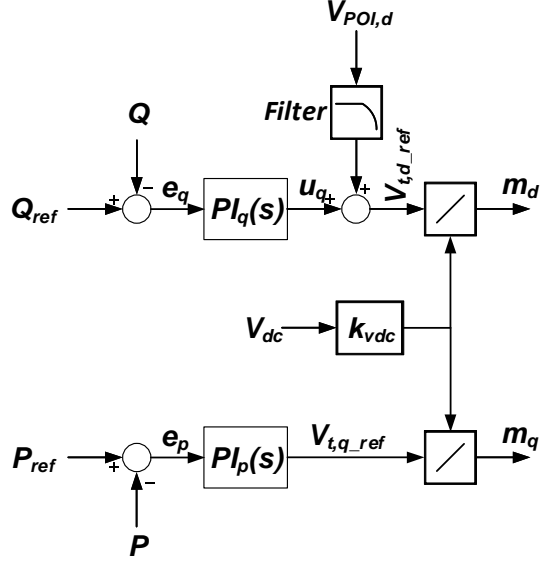 V_POI,d
Filter
Q
Q_ref
+
−
e_q
PI_q(s)
u_q
+
+
V_t,d_ref
/
m_d
V_dc
k_vdc
P_ref
+
−
e_p
PI_p(s)
V_t,q_ref
/
m_q
P